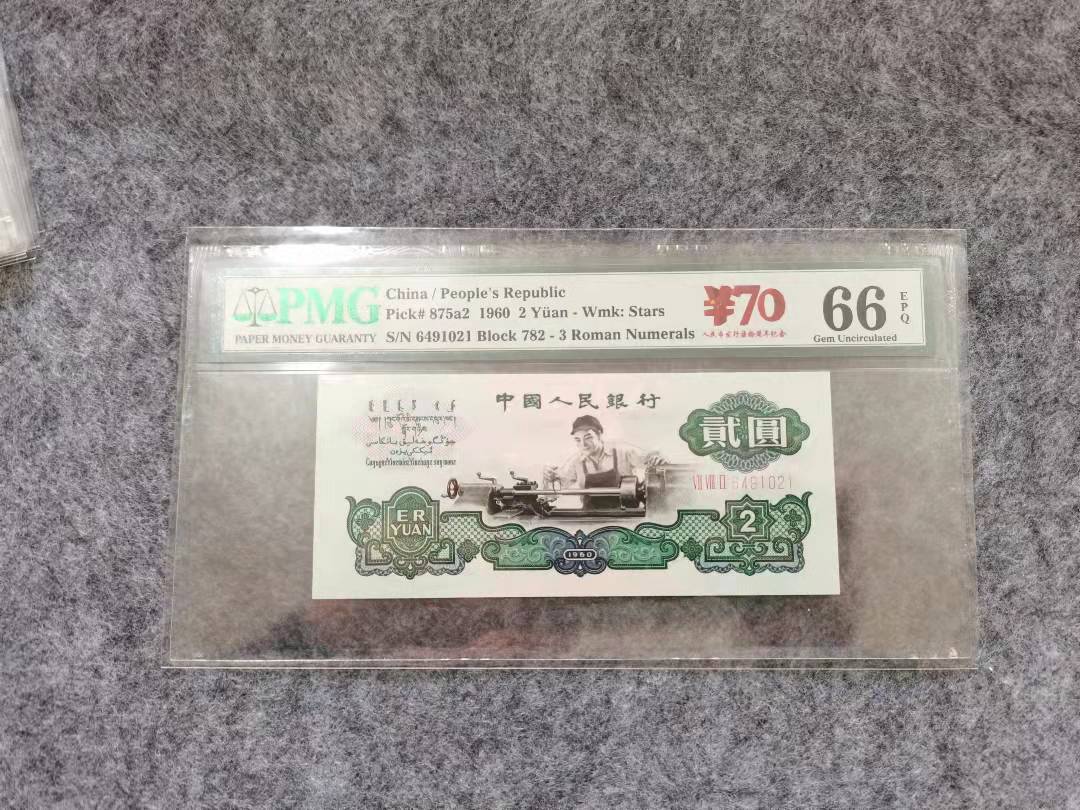 PMG
PAPER MONEY GUARANTY
China / People's Republic
Pick# 875a2 1960 2 Yüan - Wmk: Stars
S/N 6491021 Block 782 - 3 Roman Numerals
¥70
66 EPQ
Gem Uncirculated
中國人民銀行
貳圓
VII VIII II 6491021
ER
YUAN
1960
2